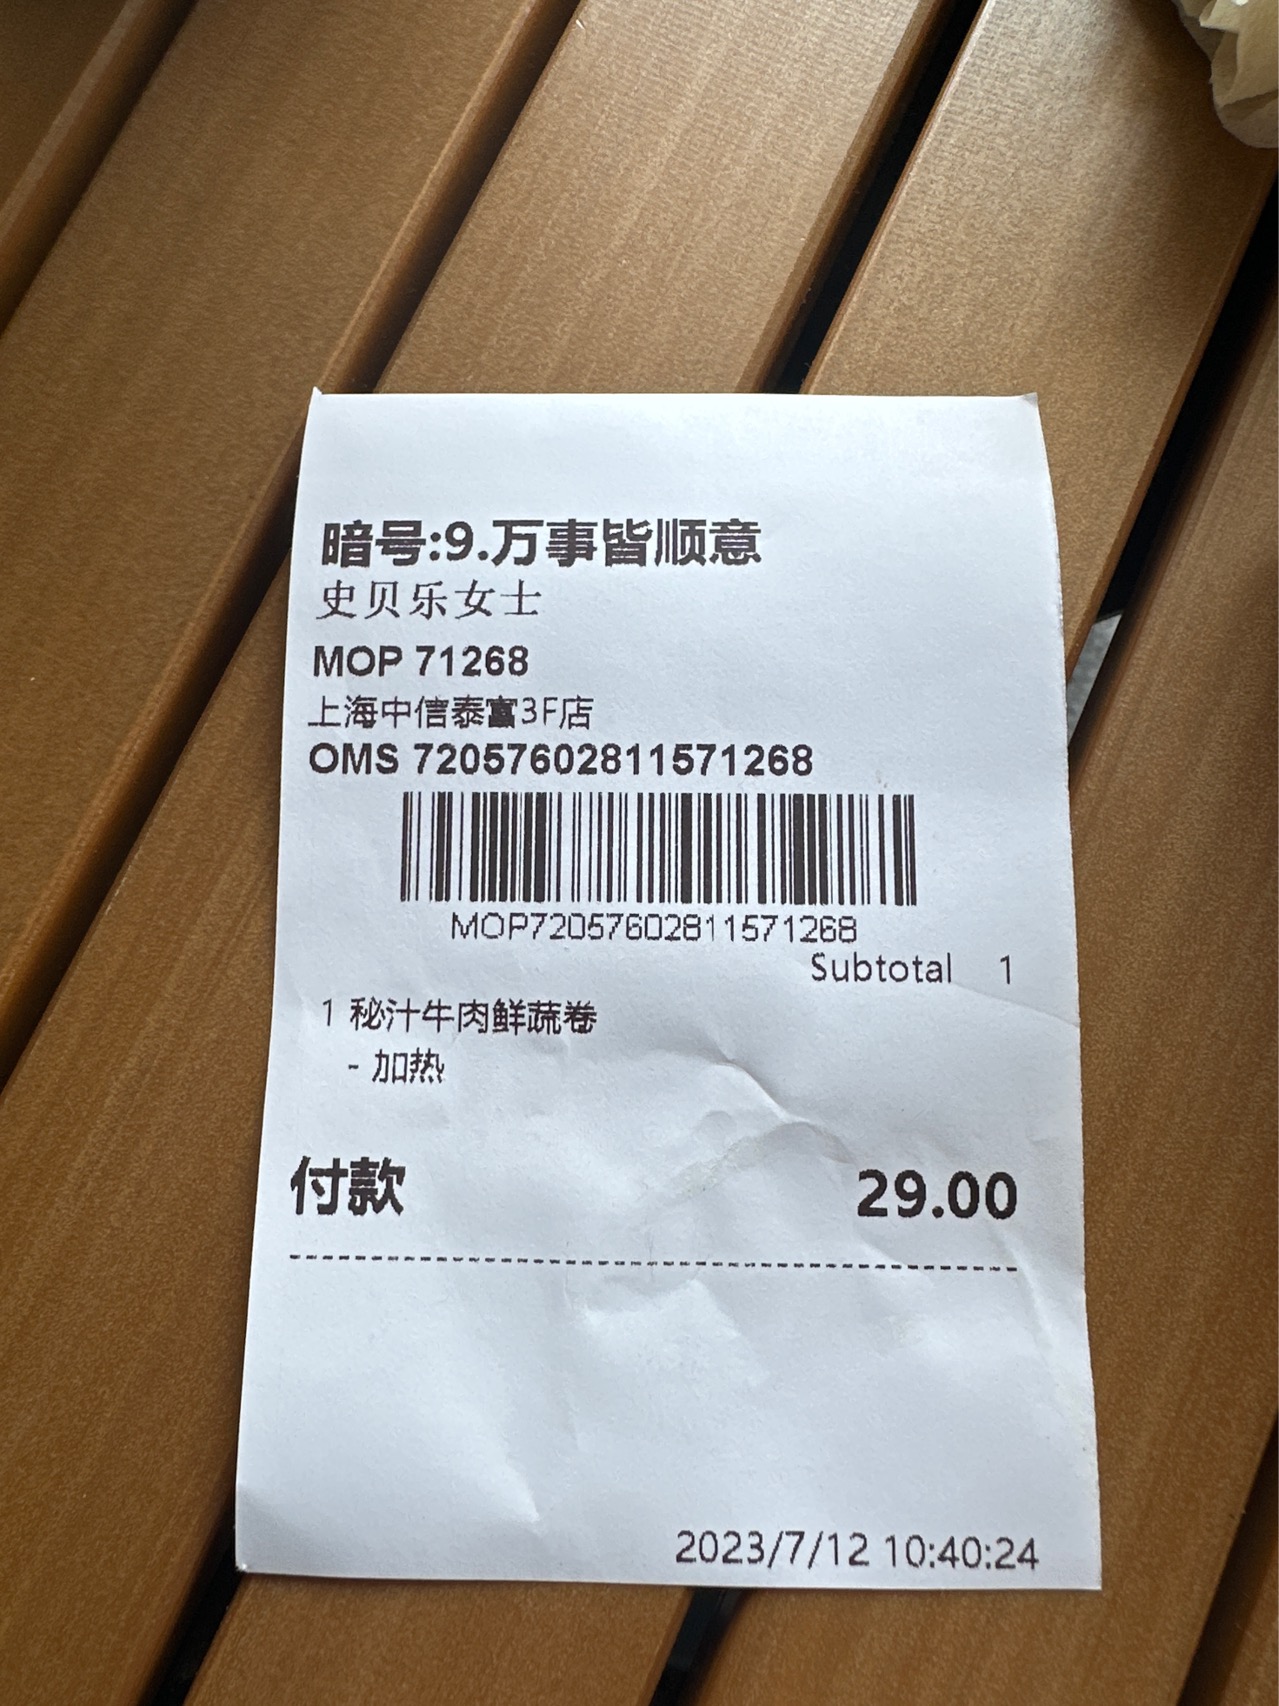 暗号:9.万事皆顺意
史贝乐女士
MOP 71268
上海中信泰富3F店
OMS 72057602811571268
MOP72057602811571268
Subtotal 1
1 秘汁牛肉鲜蔬卷
- 加热
付款 29.00
2023/7/12 10:40:24